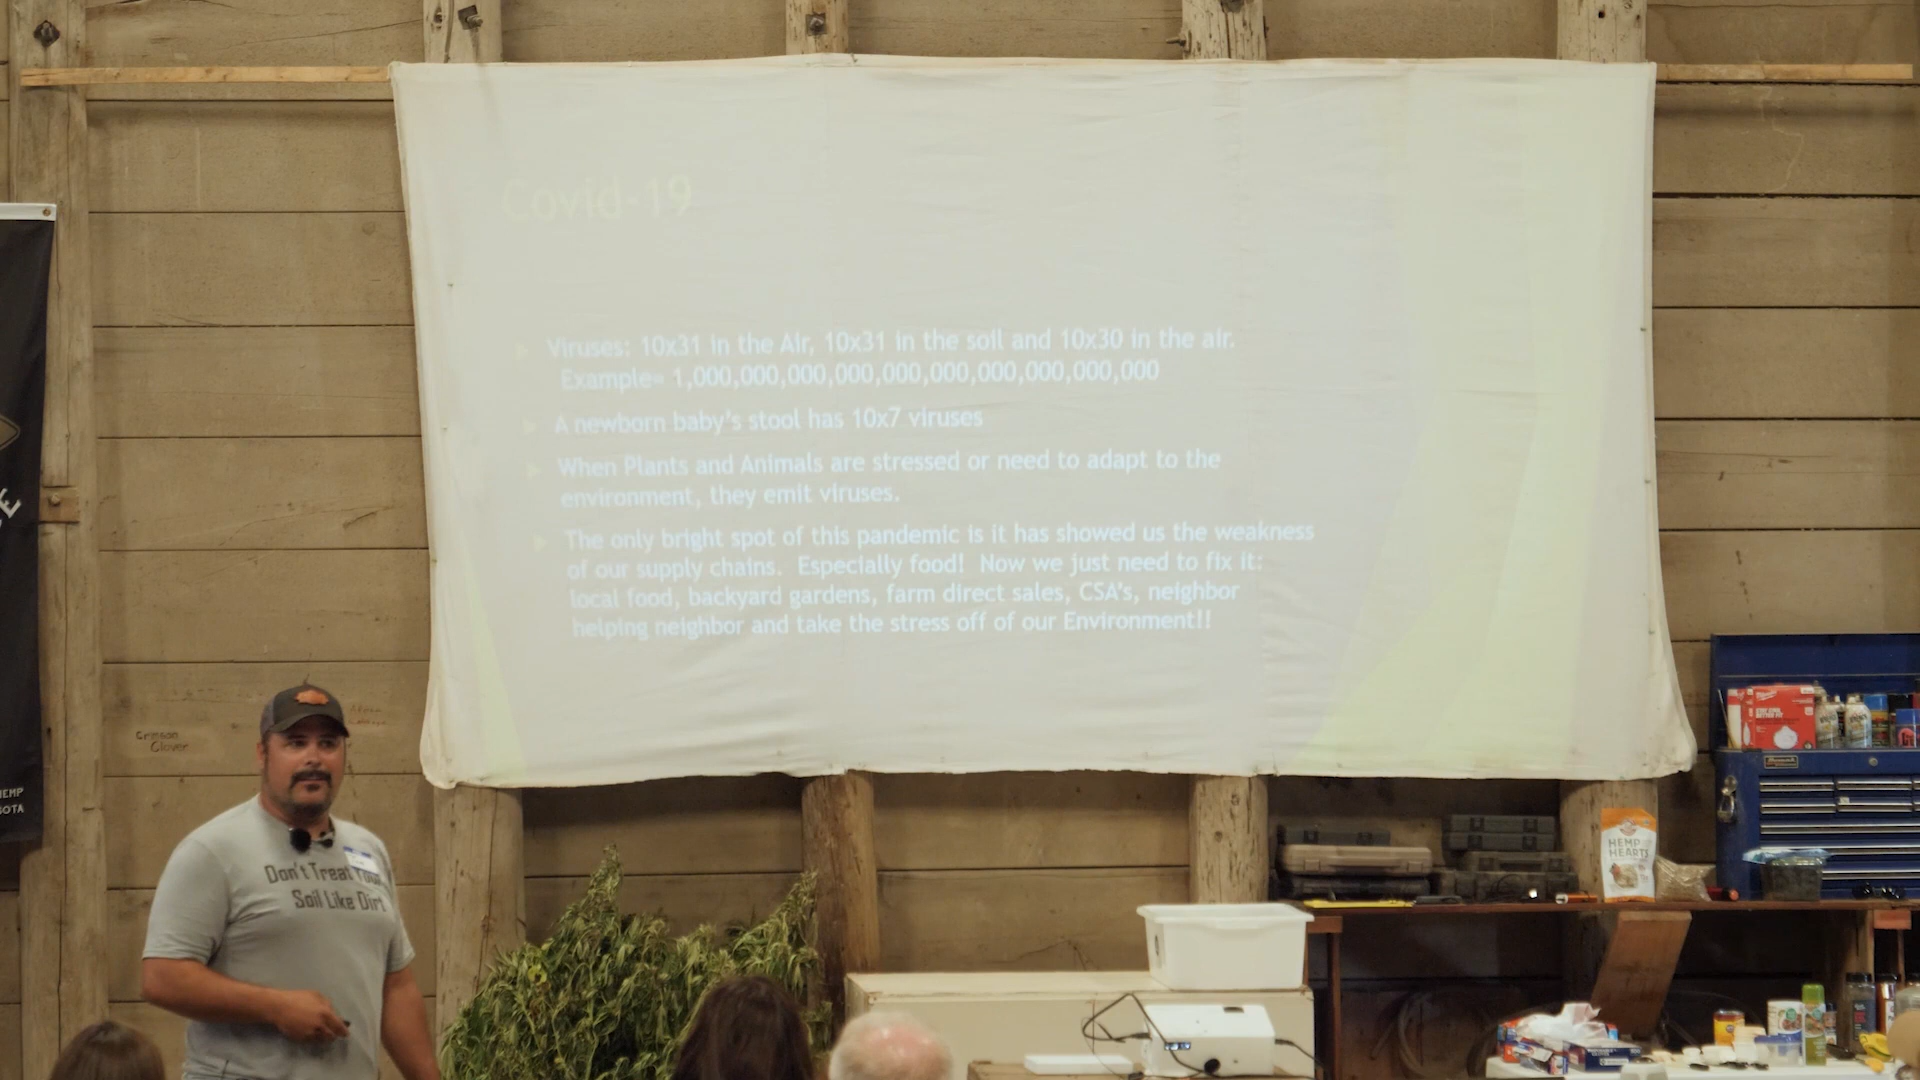 Covid-19
Viruses: 10x31 in the Air, 10x31 in the soil and 10x30 in the air.
Example= 1,000,000,000,000,000,000,000,000,000,000
A newborn baby's stool has 10x7 viruses
When Plants and Animals are stressed or need to adapt to the
environment, they emit viruses.
The only bright spot of this pandemic is it has showed us the weakness
of our supply chains. Especially food! Now we just need to fix it:
local food, backyard gardens, farm direct sales, CSA's, neighbor
helping neighbor and take the stress off of our Environment!!
Crimson
Clover
Don't Treat Your
Soil Like Dirt
HEMP
HEARTS